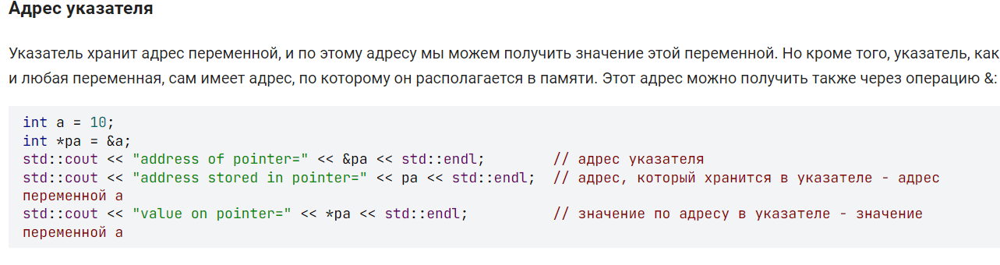 Адрес указателя
Указатель хранит адрес переменной, и по этому адресу мы можем получить значение этой переменной. Но кроме того, указатель, как
и любая переменная, сам имеет адрес, по которому он располагается в памяти. Этот адрес можно получить также через операцию &:
int a = 10;
int *pa = &a;
std::cout << "address of pointer=" << &pa << std::endl;        // адрес указателя
std::cout << "address stored in pointer=" << pa << std::endl;  // адрес, который хранится в указателе - адрес
переменной a
std::cout << "value on pointer=" << *pa << std::endl;          // значение по адресу в указателе - значение
переменной a